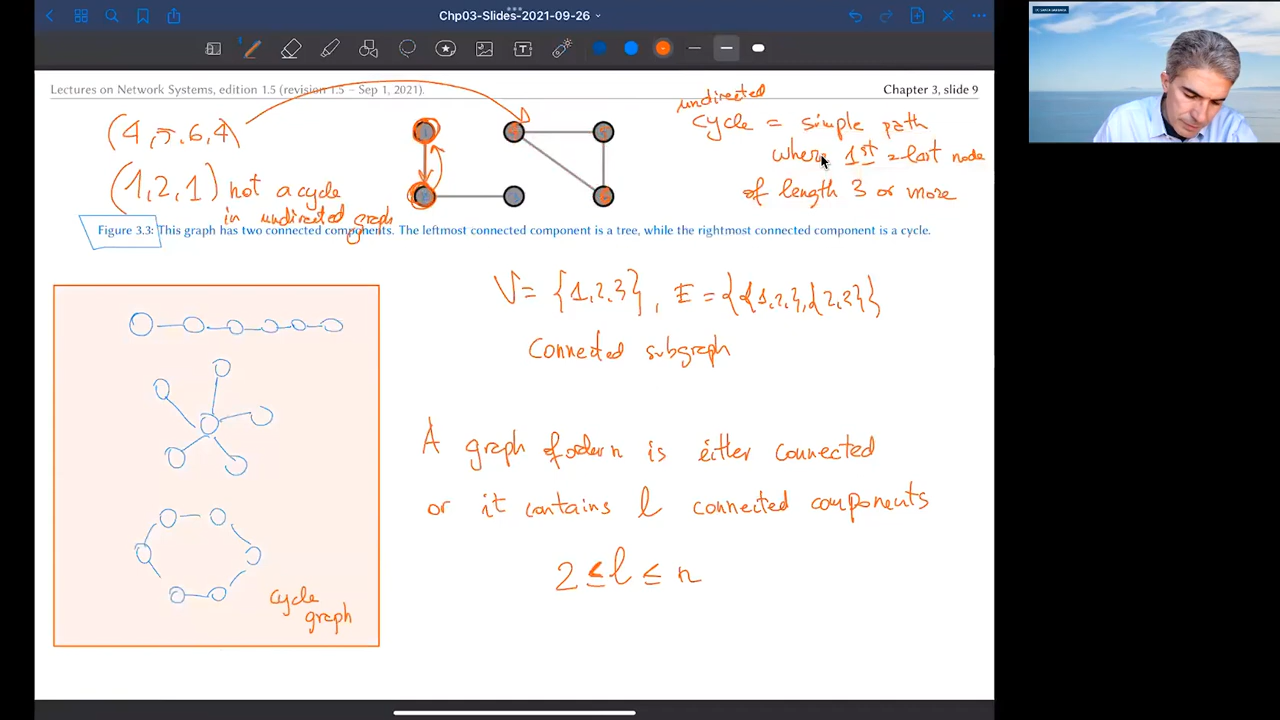 Chp03-Slides-2021-09-26
Lectures on Network Systems, edition 1.5 (revision 1.5 – Sep 1, 2021).
Chapter 3, slide 9
(4,5,6,4)
(1,2,1) not a cycle
in undirected graph
undirected
cycle = simple path
where 1st = last node
of length 3 or more
Figure 3.3: This graph has two connected components. The leftmost connected component is a tree, while the rightmost connected component is a cycle.
V = {1,2,3}, E = {{1,2},{2,3}}
Connected subgraph
A graph of order n is either connected
or it contains l connected components
2 ≤ l ≤ n
cycle
graph